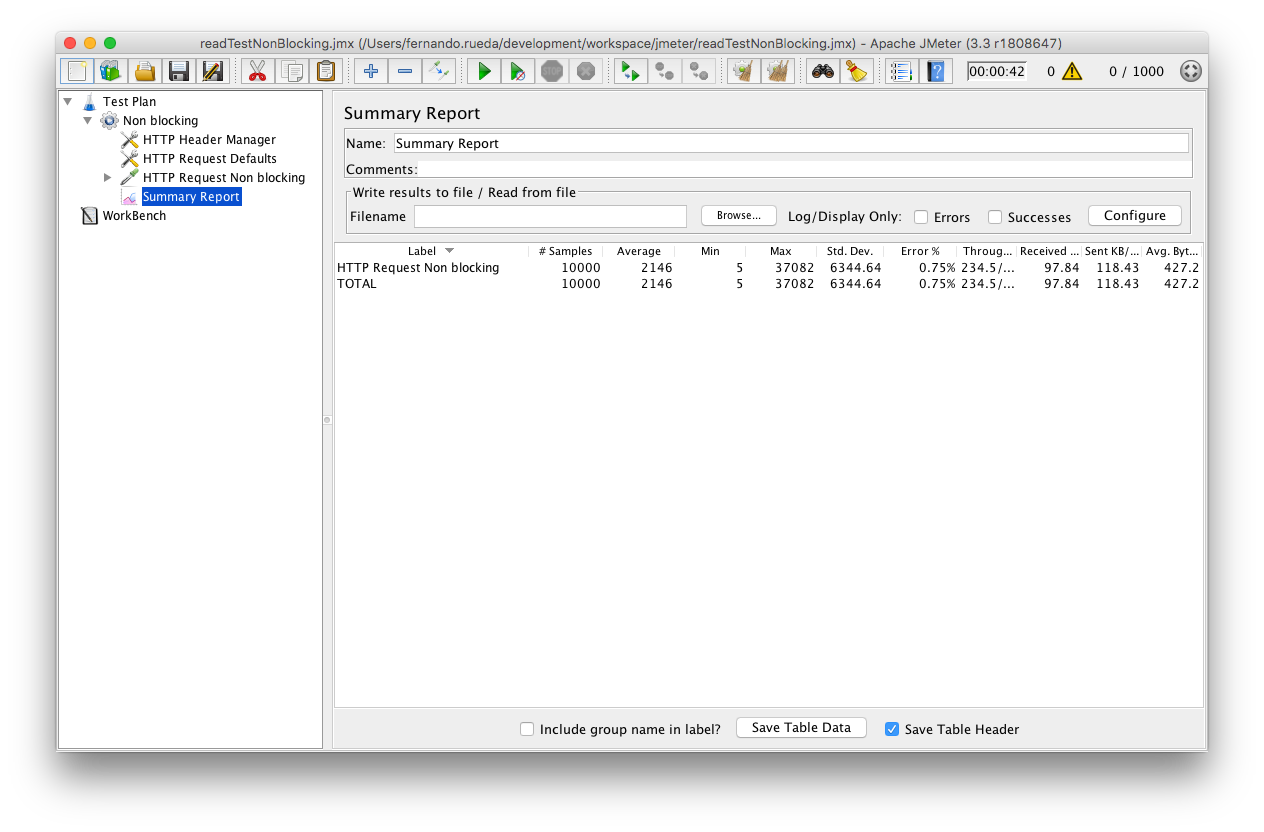 readTestNonBlocking.jmx (/Users/fernando.rueda/development/workspace/jmeter/readTestNonBlocking.jmx) - Apache JMeter (3.3 r1808647)
00:00:42 0 0 / 1000
Test Plan
Non blocking
HTTP Header Manager
HTTP Request Defaults
HTTP Request Non blocking
Summary Report
WorkBench
Summary Report
Name: Summary Report
Comments:
Write results to file / Read from file
Filename Browse... Log/Display Only: Errors Successes Configure
Label # Samples Average Min Max Std. Dev. Error % Throug... Received ... Sent KB/... Avg. Byt...
HTTP Request Non blocking 10000 2146 5 37082 6344.64 0.75% 234.5/... 97.84 118.43 427.2
TOTAL 10000 2146 5 37082 6344.64 0.75% 234.5/... 97.84 118.43 427.2
Include group name in label? Save Table Data Save Table Header